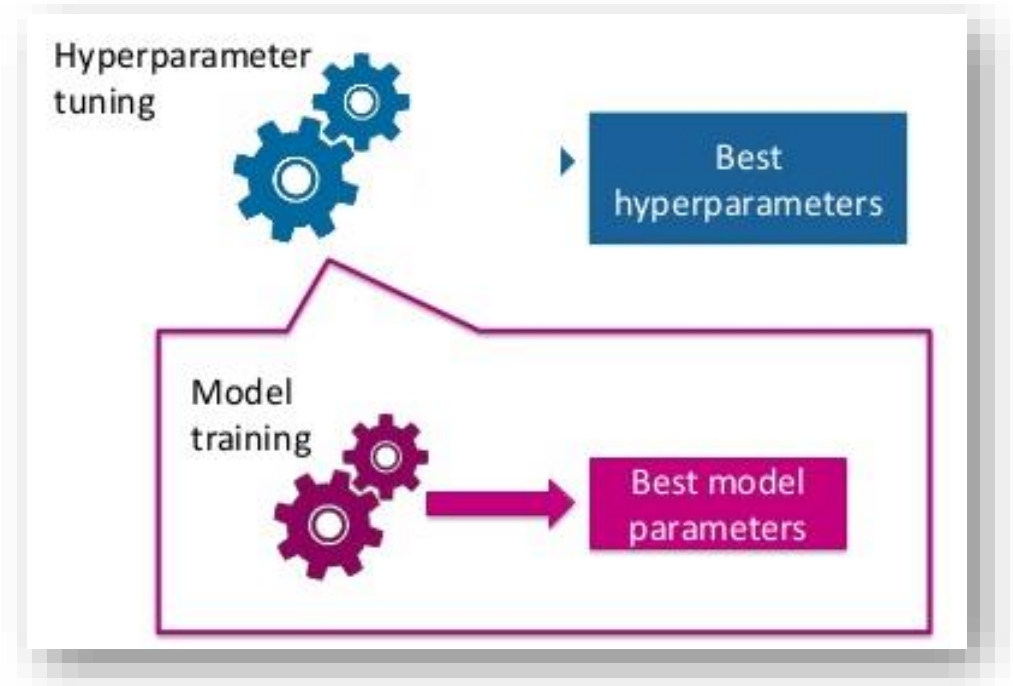 Hyperparameter
tuning
Best
hyperparameters
Model
training
Best model
parameters